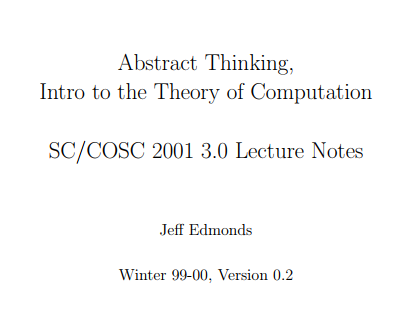 Abstract Thinking,
Intro to the Theory of Computation
SC/COSC 2001 3.0 Lecture Notes
Jeff Edmonds
Winter 99-00, Version 0.2